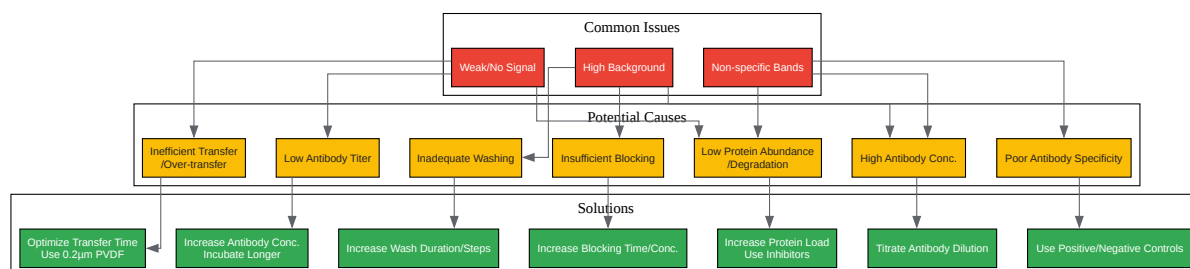 Common Issues
Weak/No Signal
High Background
Non-specific Bands
Potential Causes
Inefficient Transfer
/Over-transfer
Low Antibody Titer
Inadequate Washing
Insufficient Blocking
Low Protein Abundance
/Degradation
High Antibody Conc.
Poor Antibody Specificity
Solutions
Optimize Transfer Time
Use 0.2µm PVDF
Increase Antibody Conc.
Incubate Longer
Increase Wash Duration/Steps
Increase Blocking Time/Conc.
Increase Protein Load
Use Inhibitors
Titrate Antibody Dilution
Use Positive/Negative Controls